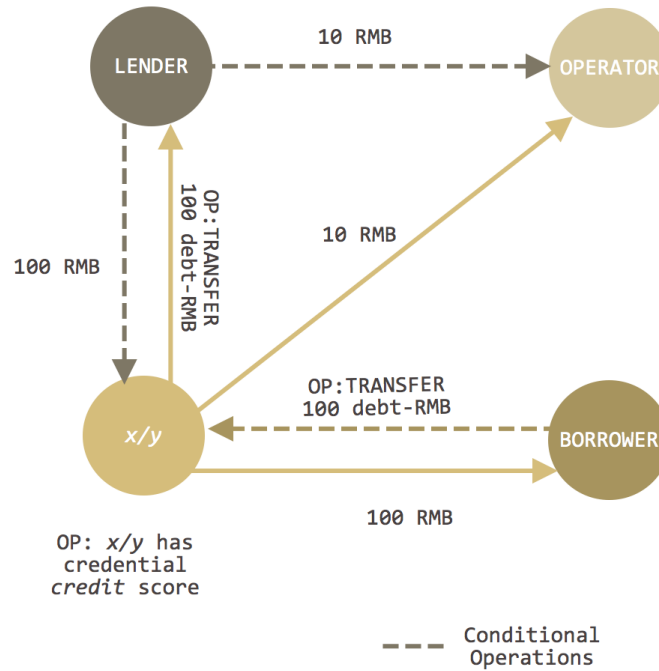 10 RMB
LENDER
OPERATOR
OP:TRANSFER
100 debt-RMB
100 RMB
10 RMB
OP:TRANSFER
100 debt-RMB
x/y
BORROWER
100 RMB
OP: x/y has
credential
credit score
Conditional
Operations